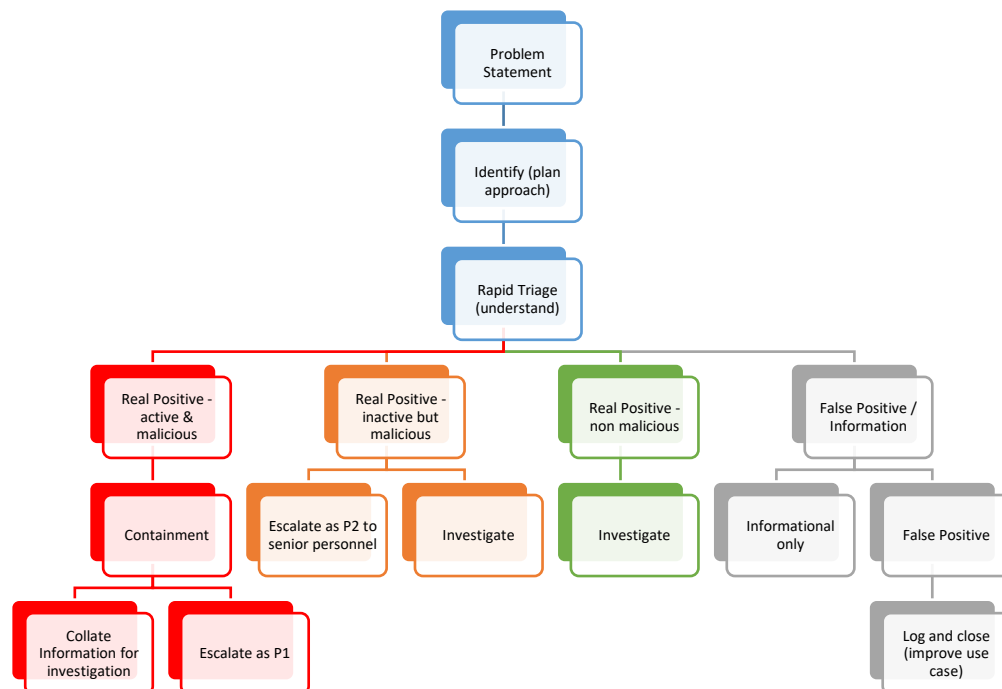 Problem
Statement
Identify (plan
approach)
Rapid Triage
(understand)
Real Positive -
active &
malicious
Real Positive -
inactive but
malicious
Real Positive -
non malicious
False Positive /
Information
Containment
Escalate as P2 to
senior personnel
Investigate
Investigate
Informational
only
False Positive
Collate
Information for
investigation
Escalate as P1
Log and close
(improve use
case)